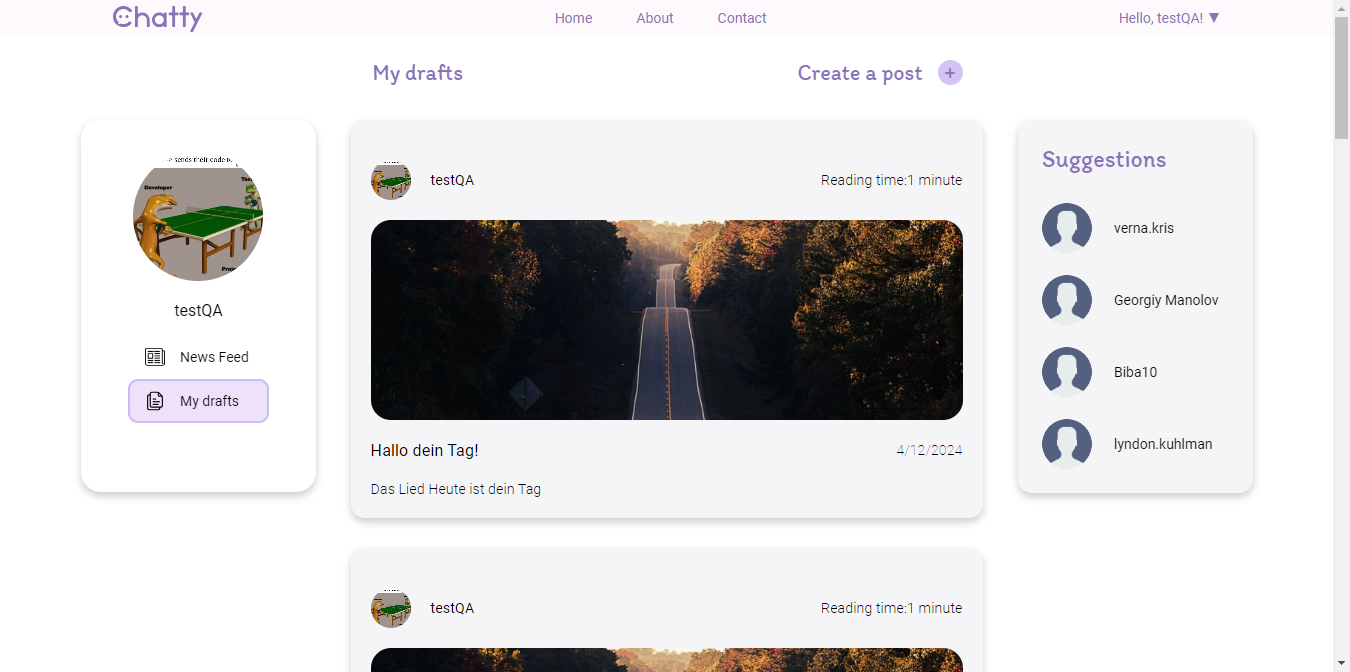 Chatty
Home About Contact
Hello, testQA! ▼
My drafts
Create a post +
sends their code to
Developer
testQA
News Feed
My drafts
testQA
Reading time:1 minute
Hallo dein Tag!
4/12/2024
Das Lied Heute ist dein Tag
testQA
Reading time:1 minute
Suggestions
verna.kris
Georgiy Manolov
Biba10
lyndon.kuhlman